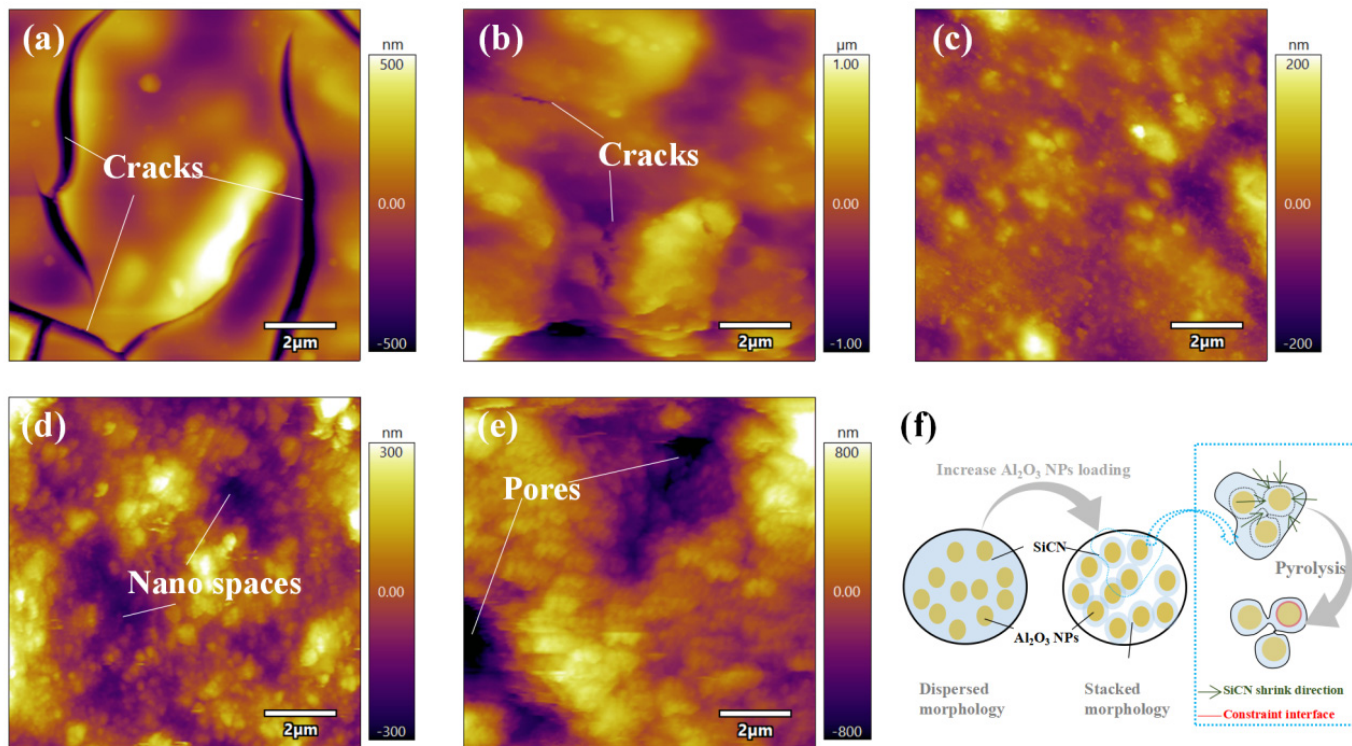 (a)
Cracks
2μm
nm
500
0.00
-500
(b)
Cracks
2μm
μm
1.00
0.00
-1.00
(c)
2μm
nm
200
0.00
-200
(d)
Nano spaces
2μm
nm
300
0.00
-300
(e)
Pores
2μm
nm
800
0.00
-800
(f)
Increase Al₂O₃ NPs loading
SiCN
Al₂O₃ NPs
Dispersed
morphology
Stacked
morphology
Pyrolysis
SiCN shrink direction
Constraint interface